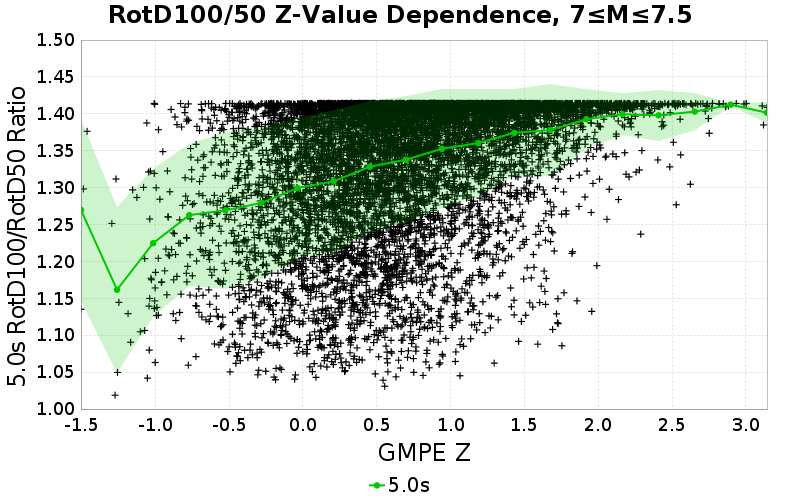 RotD100/50 Z-Value Dependence, 7≤M≤7.5
5.0s RotD100/RotD50 Ratio
1.50
1.45
1.40
1.35
1.30
1.25
1.20
1.15
1.10
1.05
1.00
-1.5 -1.0 -0.5 0.0 0.5 1.0 1.5 2.0 2.5 3.0
GMPE Z
5.0s